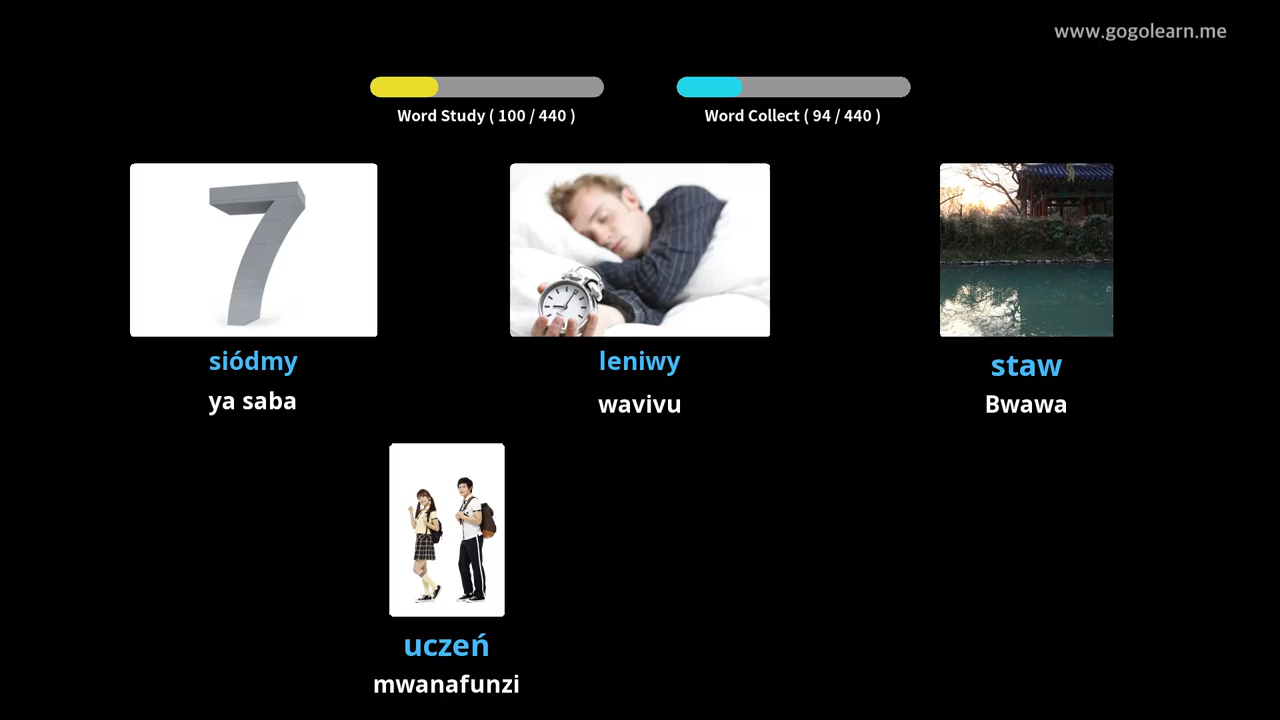 www.gogolearn.me
Word Study ( 100 / 440 )
Word Collect ( 94 / 440 )
7
siódmy
leniwy
staw
ya saba
wavivu
Bwawa
uczeń
mwanafunzi